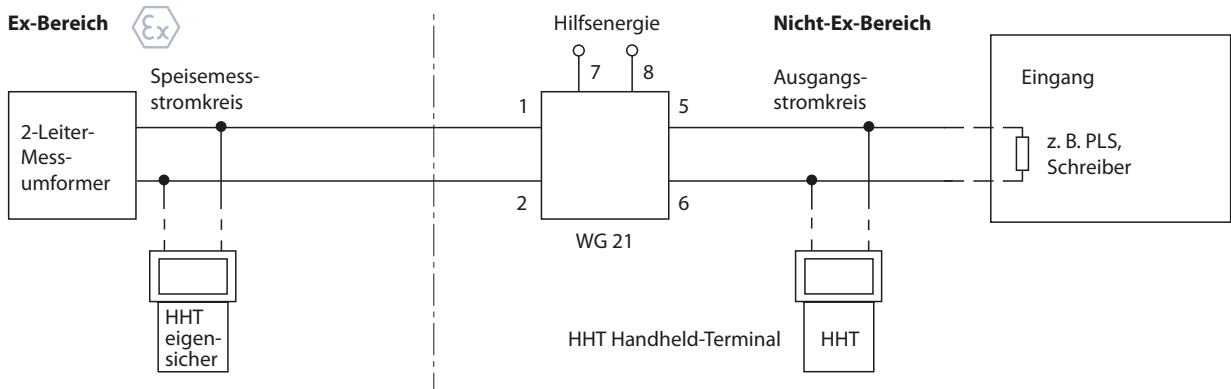 Ex-Bereich
Ex
Hilfsenergie
Nicht-Ex-Bereich
7
8
Speisemess-
stromkreis
Ausgangs-
stromkreis
Eingang
1
5
2-Leiter-
Mess-
umformer
z. B. PLS,
Schreiber
2
6
WG 21
HHT
eigen-
sicher
HHT Handheld-Terminal
HHT